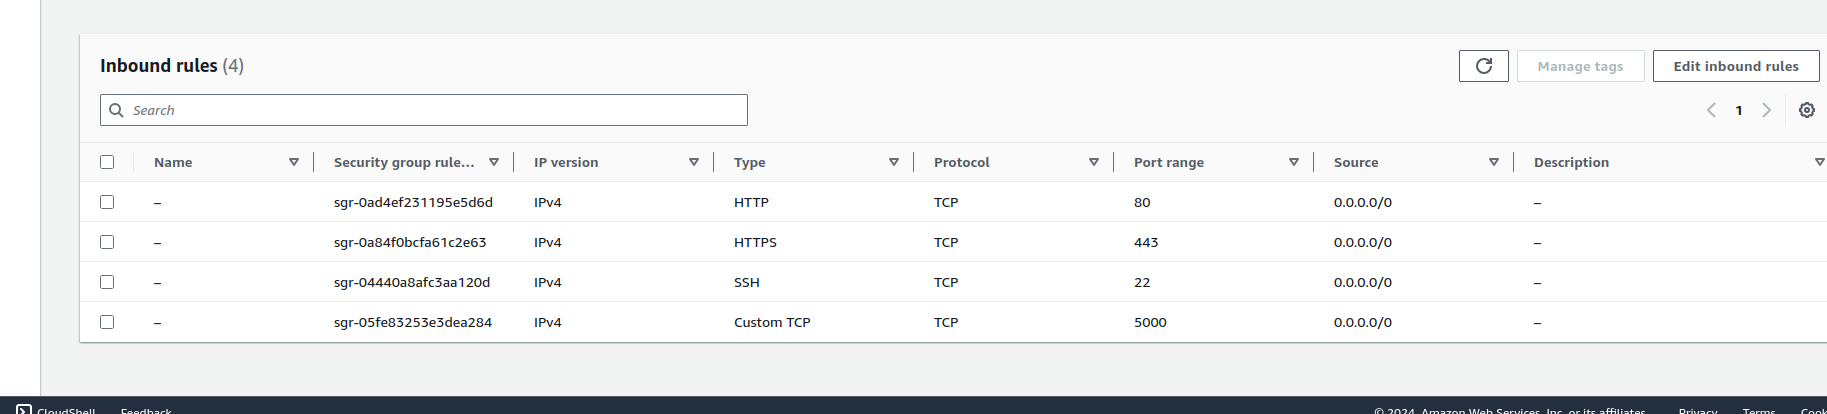 Inbound rules (4)
Manage tags
Edit inbound rules
Search
1
Name Security group rule... IP version Type Protocol Port range Source Description
– sgr-0ad4ef231195e5d6d IPv4 HTTP TCP 80 0.0.0.0/0 –
– sgr-0a84f0bcfa61c2e63 IPv4 HTTPS TCP 443 0.0.0.0/0 –
– sgr-04440a8afc3aa120d IPv4 SSH TCP 22 0.0.0.0/0 –
– sgr-05fe83253e3dea284 IPv4 Custom TCP TCP 5000 0.0.0.0/0 –
CloudShell Feedback © 2024, Amazon Web Services, Inc. or its affiliates. Privacy Terms Cook